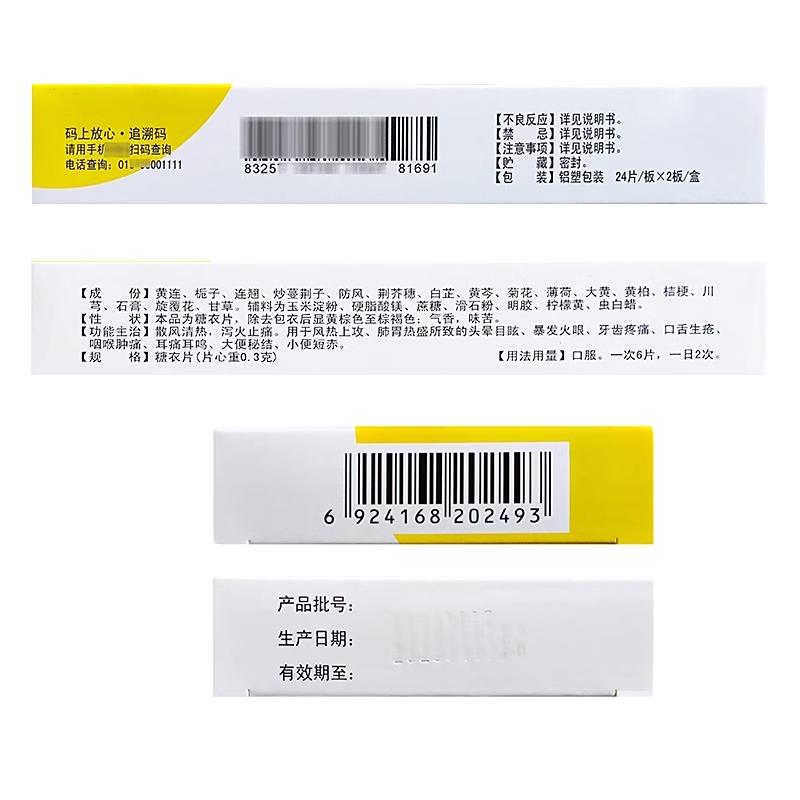 码上放心·追溯码
请用手机 扫码查询
电话查询: 01 001111
8325 81691
【不良反应】详见说明书。
【禁 忌】详见说明书。
【注意事项】详见说明书。
【贮 藏】密封。
【包 装】铝塑包装 24片/板×2板/盒
【成 份】黄连、栀子、连翘、炒蔓荆子、防风、荆芥穗、白芷、黄芩、菊花、薄荷、大黄、黄柏、桔梗、川
芎、石膏、旋覆花、甘草。辅料为玉米淀粉、硬脂酸镁、蔗糖、滑石粉、明胶、柠檬黄、虫白蜡。
【性 状】本品为糖衣片,除去包衣后显黄棕色至棕褐色;气香,味苦。
【功能主治】散风清热,泻火止痛。用于风热上攻、肺胃热盛所致的头晕目眩、暴发火眼、牙齿疼痛、口舌生疮、
咽喉肿痛、耳痛耳鸣、大便秘结、小便短赤。
【规 格】糖衣片(片心重0.3克) 【用法用量】口服。一次6片,一日2次。
6 924168 202493
产品批号:
生产日期:
有效期至: